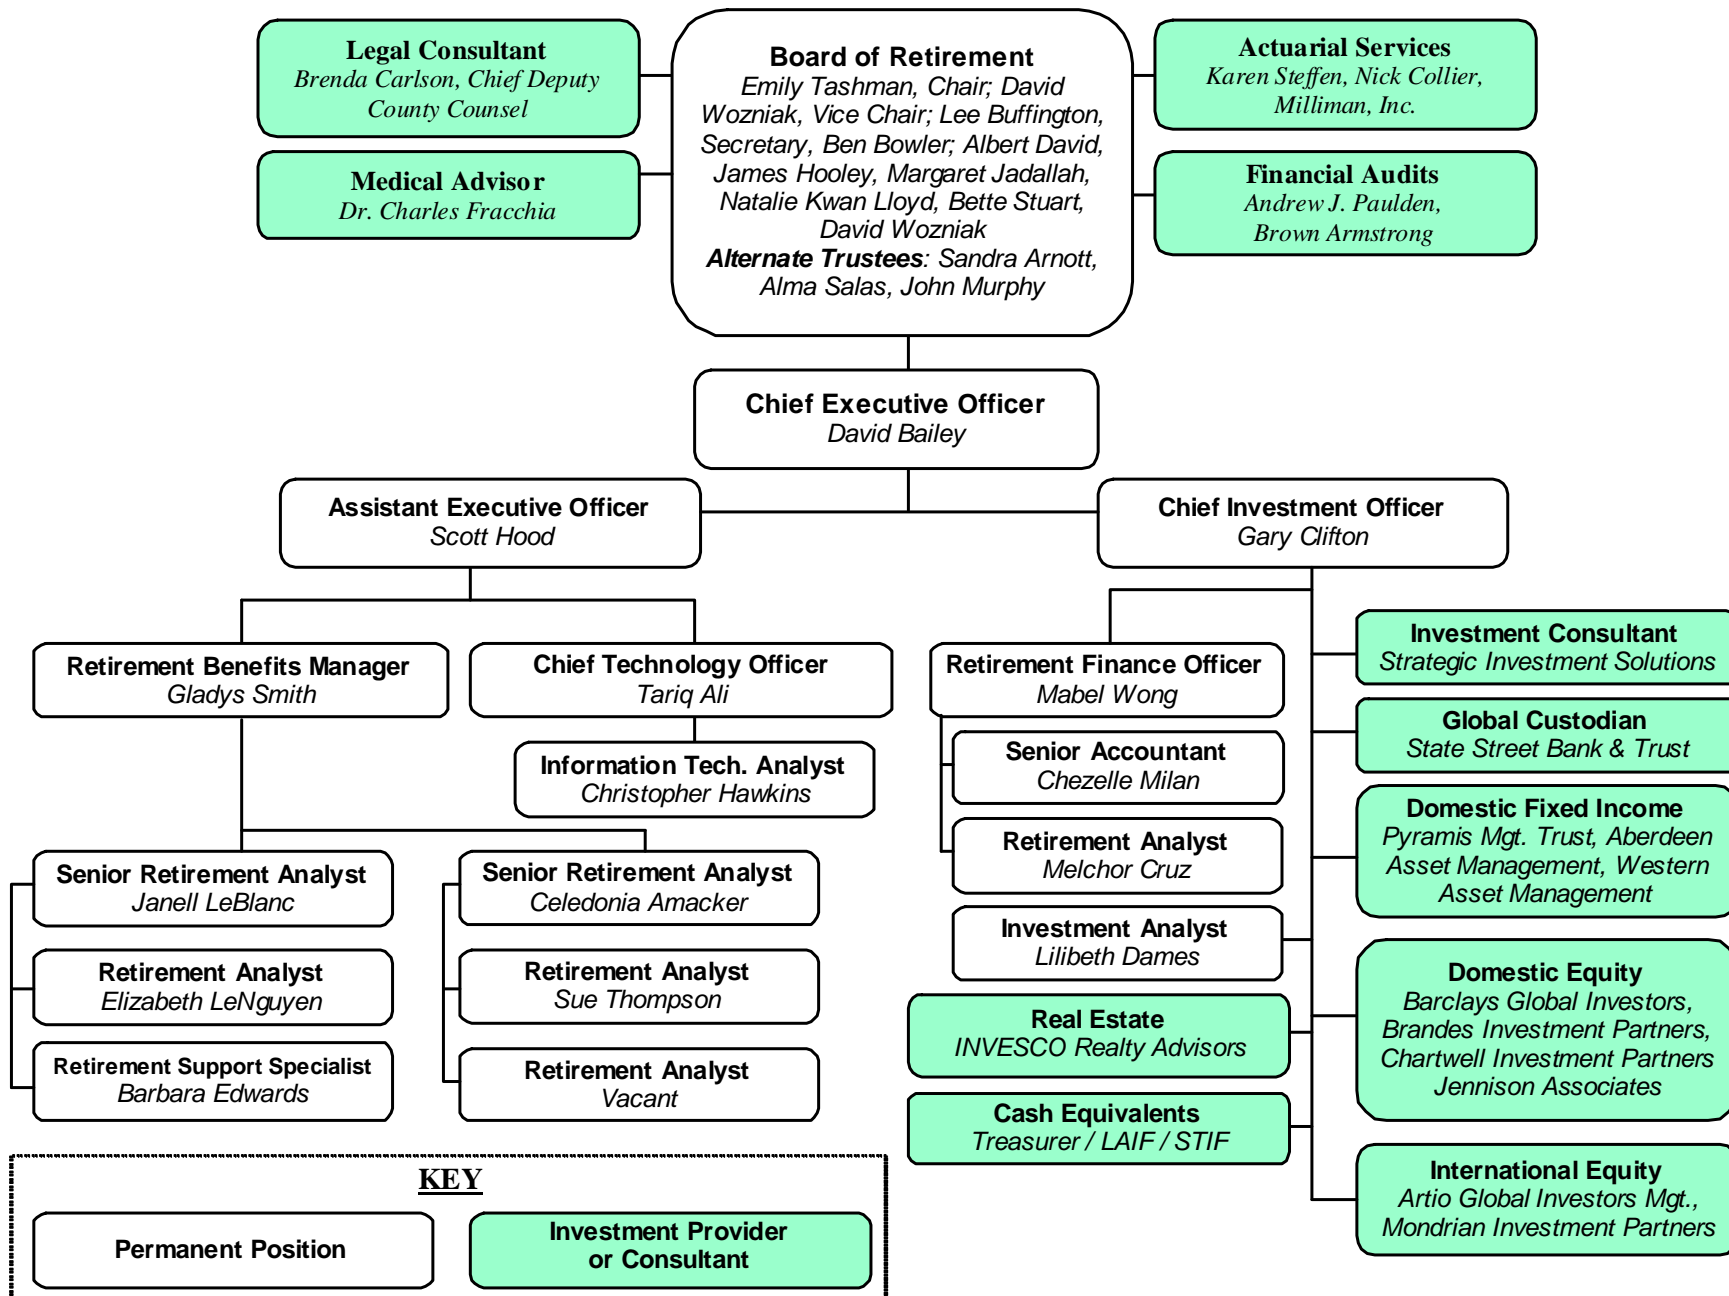 Legal Consultant
Brenda Carlson, Chief Deputy
County Counsel
Medical Advisor
Dr. Charles Fracchia
Board of Retirement
Emily Tashman, Chair; David
Wozniak, Vice Chair; Lee Buffington,
Secretary, Ben Bowler; Albert David,
James Hooley, Margaret Jadallah,
Natalie Kwan Lloyd, Bette Stuart,
David Wozniak
Alternate Trustees: Sandra Arnott,
Alma Salas, John Murphy
Actuarial Services
Karen Steffen, Nick Collier,
Milliman, Inc.
Financial Audits
Andrew J. Paulden,
Brown Armstrong
Chief Executive Officer
David Bailey
Assistant Executive Officer
Scott Hood
Chief Investment Officer
Gary Clifton
Retirement Benefits Manager
Gladys Smith
Chief Technology Officer
Tariq Ali
Information Tech. Analyst
Christopher Hawkins
Senior Retirement Analyst
Janell LeBlanc
Retirement Analyst
Elizabeth LeNguyen
Retirement Support Specialist
Barbara Edwards
Senior Retirement Analyst
Celedonia Amacker
Retirement Analyst
Sue Thompson
Retirement Analyst
Vacant
Retirement Finance Officer
Mabel Wong
Senior Accountant
Chezelle Milan
Retirement Analyst
Melchor Cruz
Investment Analyst
Lilibeth Dames
Real Estate
INVESCO Realty Advisors
Cash Equivalents
Treasurer / LAIF / STIF
Investment Consultant
Strategic Investment Solutions
Global Custodian
State Street Bank & Trust
Domestic Fixed Income
Pyramis Mgt. Trust, Aberdeen
Asset Management, Western
Asset Management
Domestic Equity
Barclays Global Investors,
Brandes Investment Partners,
Chartwell Investment Partners
Jennison Associates
International Equity
Artio Global Investors Mgt.,
Mondrian Investment Partners
KEY
Permanent Position
Investment Provider
or Consultant